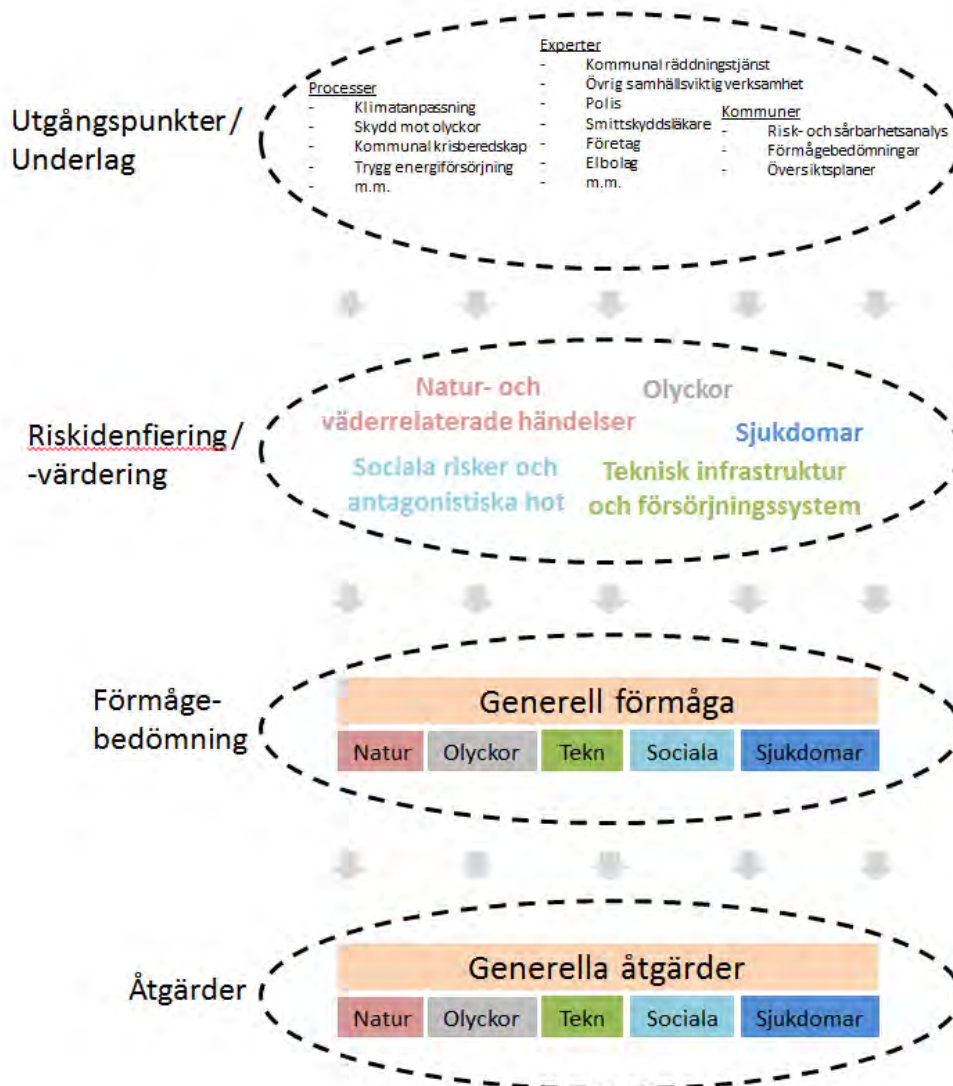 Utgångspunkter/
Underlag
Processer
- Klimatanpassning
- Skydd mot olyckor
- Kommunal krisberedskap
- Trygg energiförsörjning
- m.m.
Experter
- Kommunal räddningstjänst
- Övrig samhällsviktig verksamhet
- Polis
- Smittskyddsläkare
- Företag
- Elbolag
- m.m.
Kommuner
- Risk- och sårbarhetsanalys
- Förmågebedömningar
- Översiktsplaner
Riskidenfiering/
-värdering
Natur- och
väderrelaterade händelser
Olyckor
Sjukdomar
Sociala risker och
antagonistiska hot
Teknisk infrastruktur
och försörjningssystem
Förmåge-
bedömning
Generell förmåga
Natur Olyckor Tekn Sociala Sjukdomar
Åtgärder
Generella åtgärder
Natur Olyckor Tekn Sociala Sjukdomar